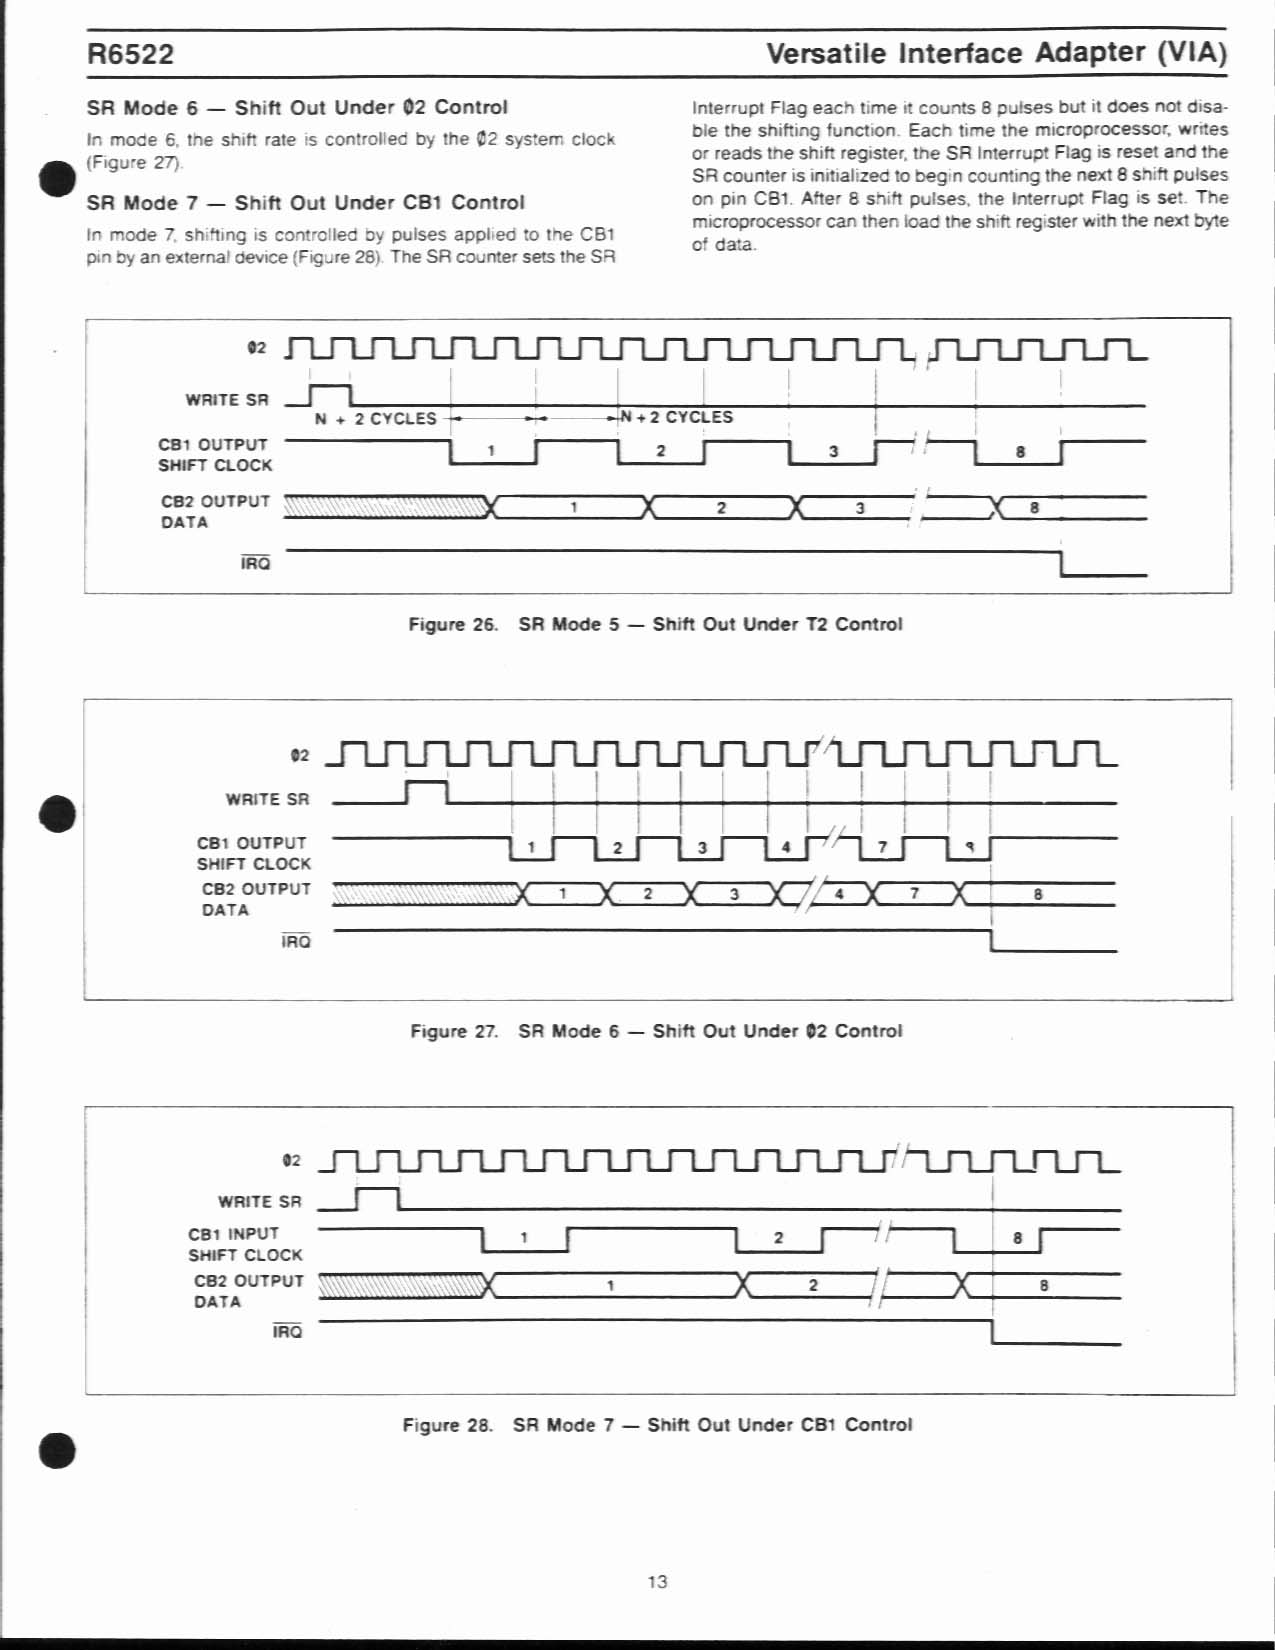 R6522
Versatile Interface Adapter (VIA)
SR Mode 6 — Shift Out Under Ø2 Control
In mode 6, the shift rate is controlled by the Ø2 system clock
(Figure 27).
SR Mode 7 — Shift Out Under CB1 Control
In mode 7, shifting is controlled by pulses applied to the CB1
pin by an external device (Figure 28). The SR counter sets the SR
Interrupt Flag each time it counts 8 pulses but it does not disa-
ble the shifting function. Each time the microprocessor, writes
or reads the shift register, the SR Interrupt Flag is reset and the
SR counter is initialized to begin counting the next 8 shift pulses
on pin CB1. After 8 shift pulses, the Interrupt Flag is set. The
microprocessor can then load the shift register with the next byte
of data.
Ø2
WRITE SR
N + 2 CYCLES
N + 2 CYCLES
CB1 OUTPUT
SHIFT CLOCK
1
2
3
8
CB2 OUTPUT
DATA
1
2
3
8
IRQ
Figure 26. SR Mode 5 — Shift Out Under T2 Control
Ø2
WRITE SR
CB1 OUTPUT
SHIFT CLOCK
1
2
3
4
7
CB2 OUTPUT
DATA
1
2
3
4
7
8
IRQ
Figure 27. SR Mode 6 — Shift Out Under Ø2 Control
Ø2
WRITE SR
CB1 INPUT
SHIFT CLOCK
1
2
8
CB2 OUTPUT
DATA
1
2
8
IRQ
Figure 28. SR Mode 7 — Shift Out Under CB1 Control
13